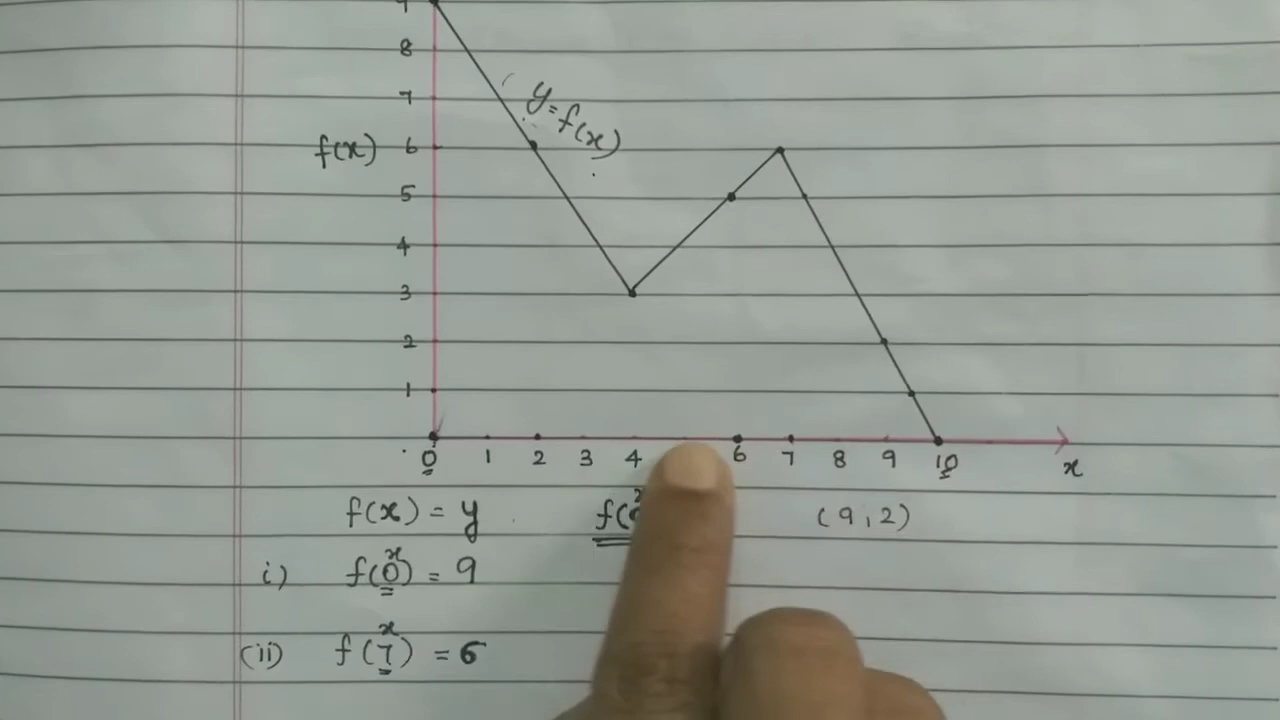 9
8
7
y=f(x)
f(x) 6
5
4
3
2
1
0 1 2 3 4 6 7 8 9 10 x
f(x) = y f( (9,2)
x
i) f(0) = 9
x
(ii) f(7) = 6